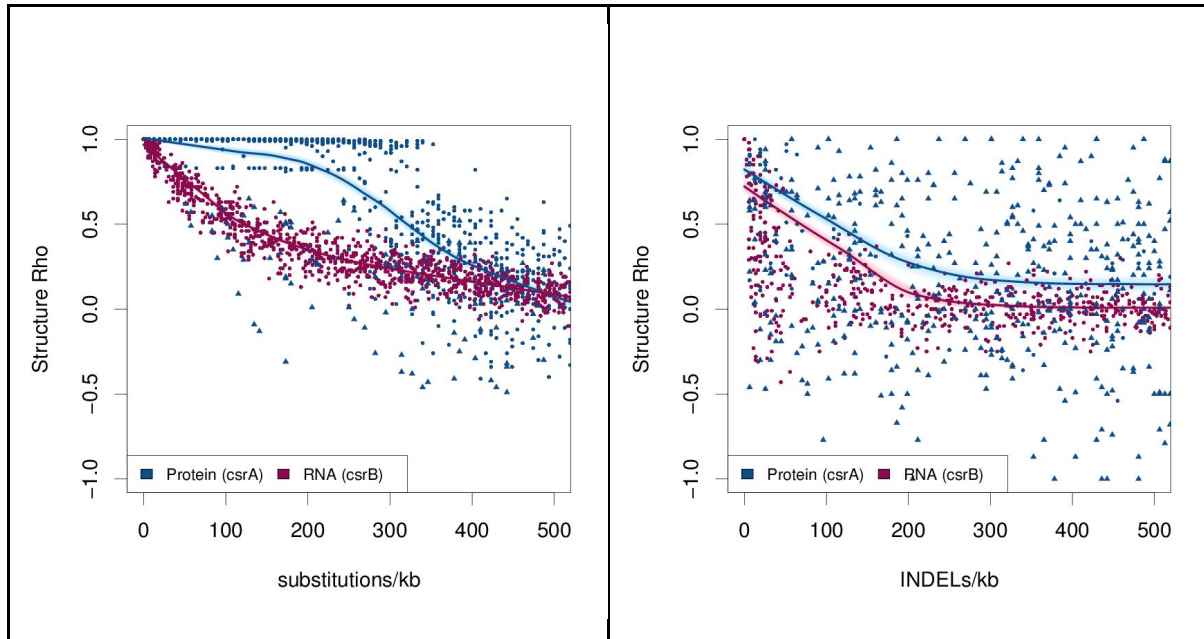 Structure Rho
1.0
0.5
0.0
−0.5
−1.0
Protein (csrA) RNA (csrB)
0 100 200 300 400 500
substitutions/kb
Structure Rho
1.0
0.5
0.0
−0.5
−1.0
Protein (csrA) RNA (csrB)
0 100 200 300 400 500
INDELs/kb